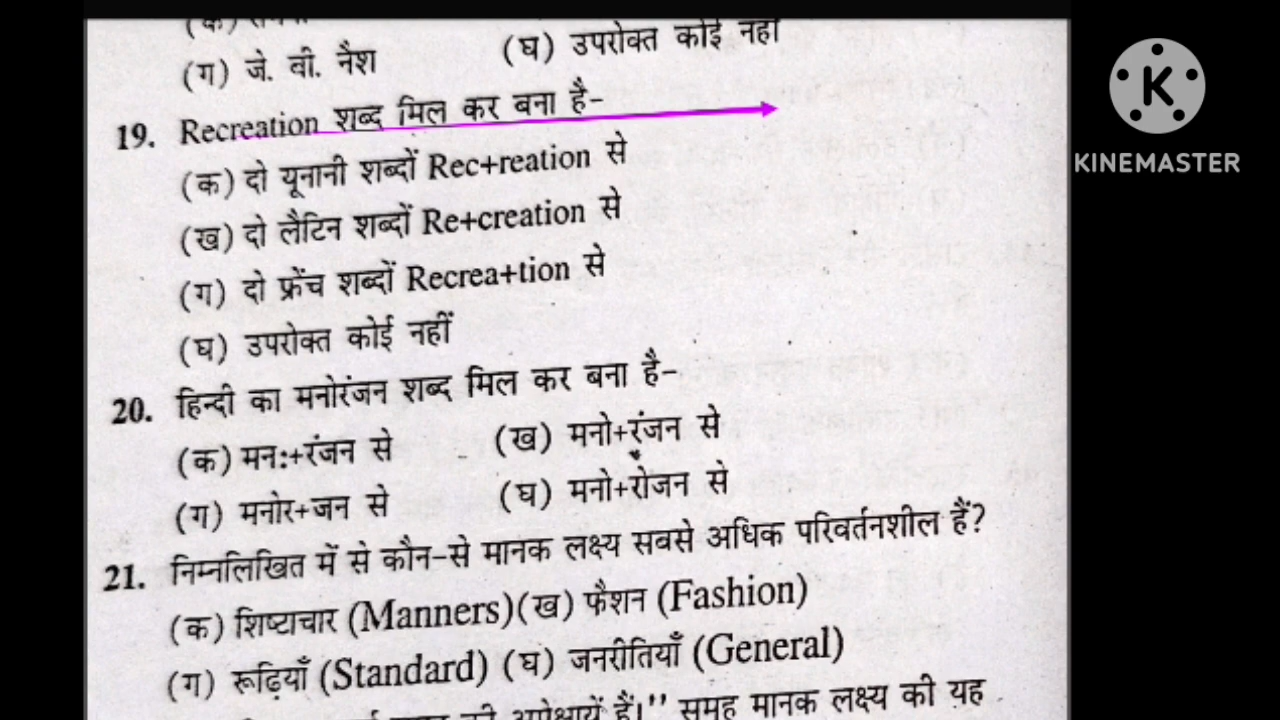 (ग) जे. वी. नैश (घ) उपरोक्त कोई नहीं
19. Recreation शब्द मिल कर बना है-
(क) दो यूनानी शब्दों Rec+reation से
(ख) दो लैटिन शब्दों Re+creation से
(ग) दो फ्रेंच शब्दों Recrea+tion से
(घ) उपरोक्त कोई नहीं
20. हिन्दी का मनोरंजन शब्द मिल कर बना है-
(क) मन:+रंजन से (ख) मनो+रंजन से
(ग) मनोर+जन से (घ) मनो+रोजन से
21. निम्नलिखित में से कौन-से मानक लक्ष्य सबसे अधिक परिवर्तनशील हैं?
(क) शिष्टाचार (Manners) (ख) फैशन (Fashion)
(ग) रूढ़ियाँ (Standard) (घ) जनरीतियाँ (General)
की अपेक्षायें हैं।" समूह मानक लक्ष्य की यह
K
KINEMASTER